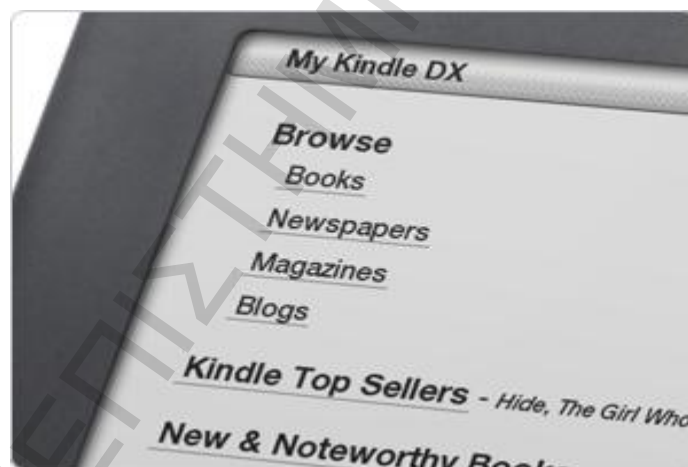 My Kindle DX
Browse
Books
Newspapers
Magazines
Blogs
Kindle Top Sellers - Hide, The Girl Who
New & Noteworthy